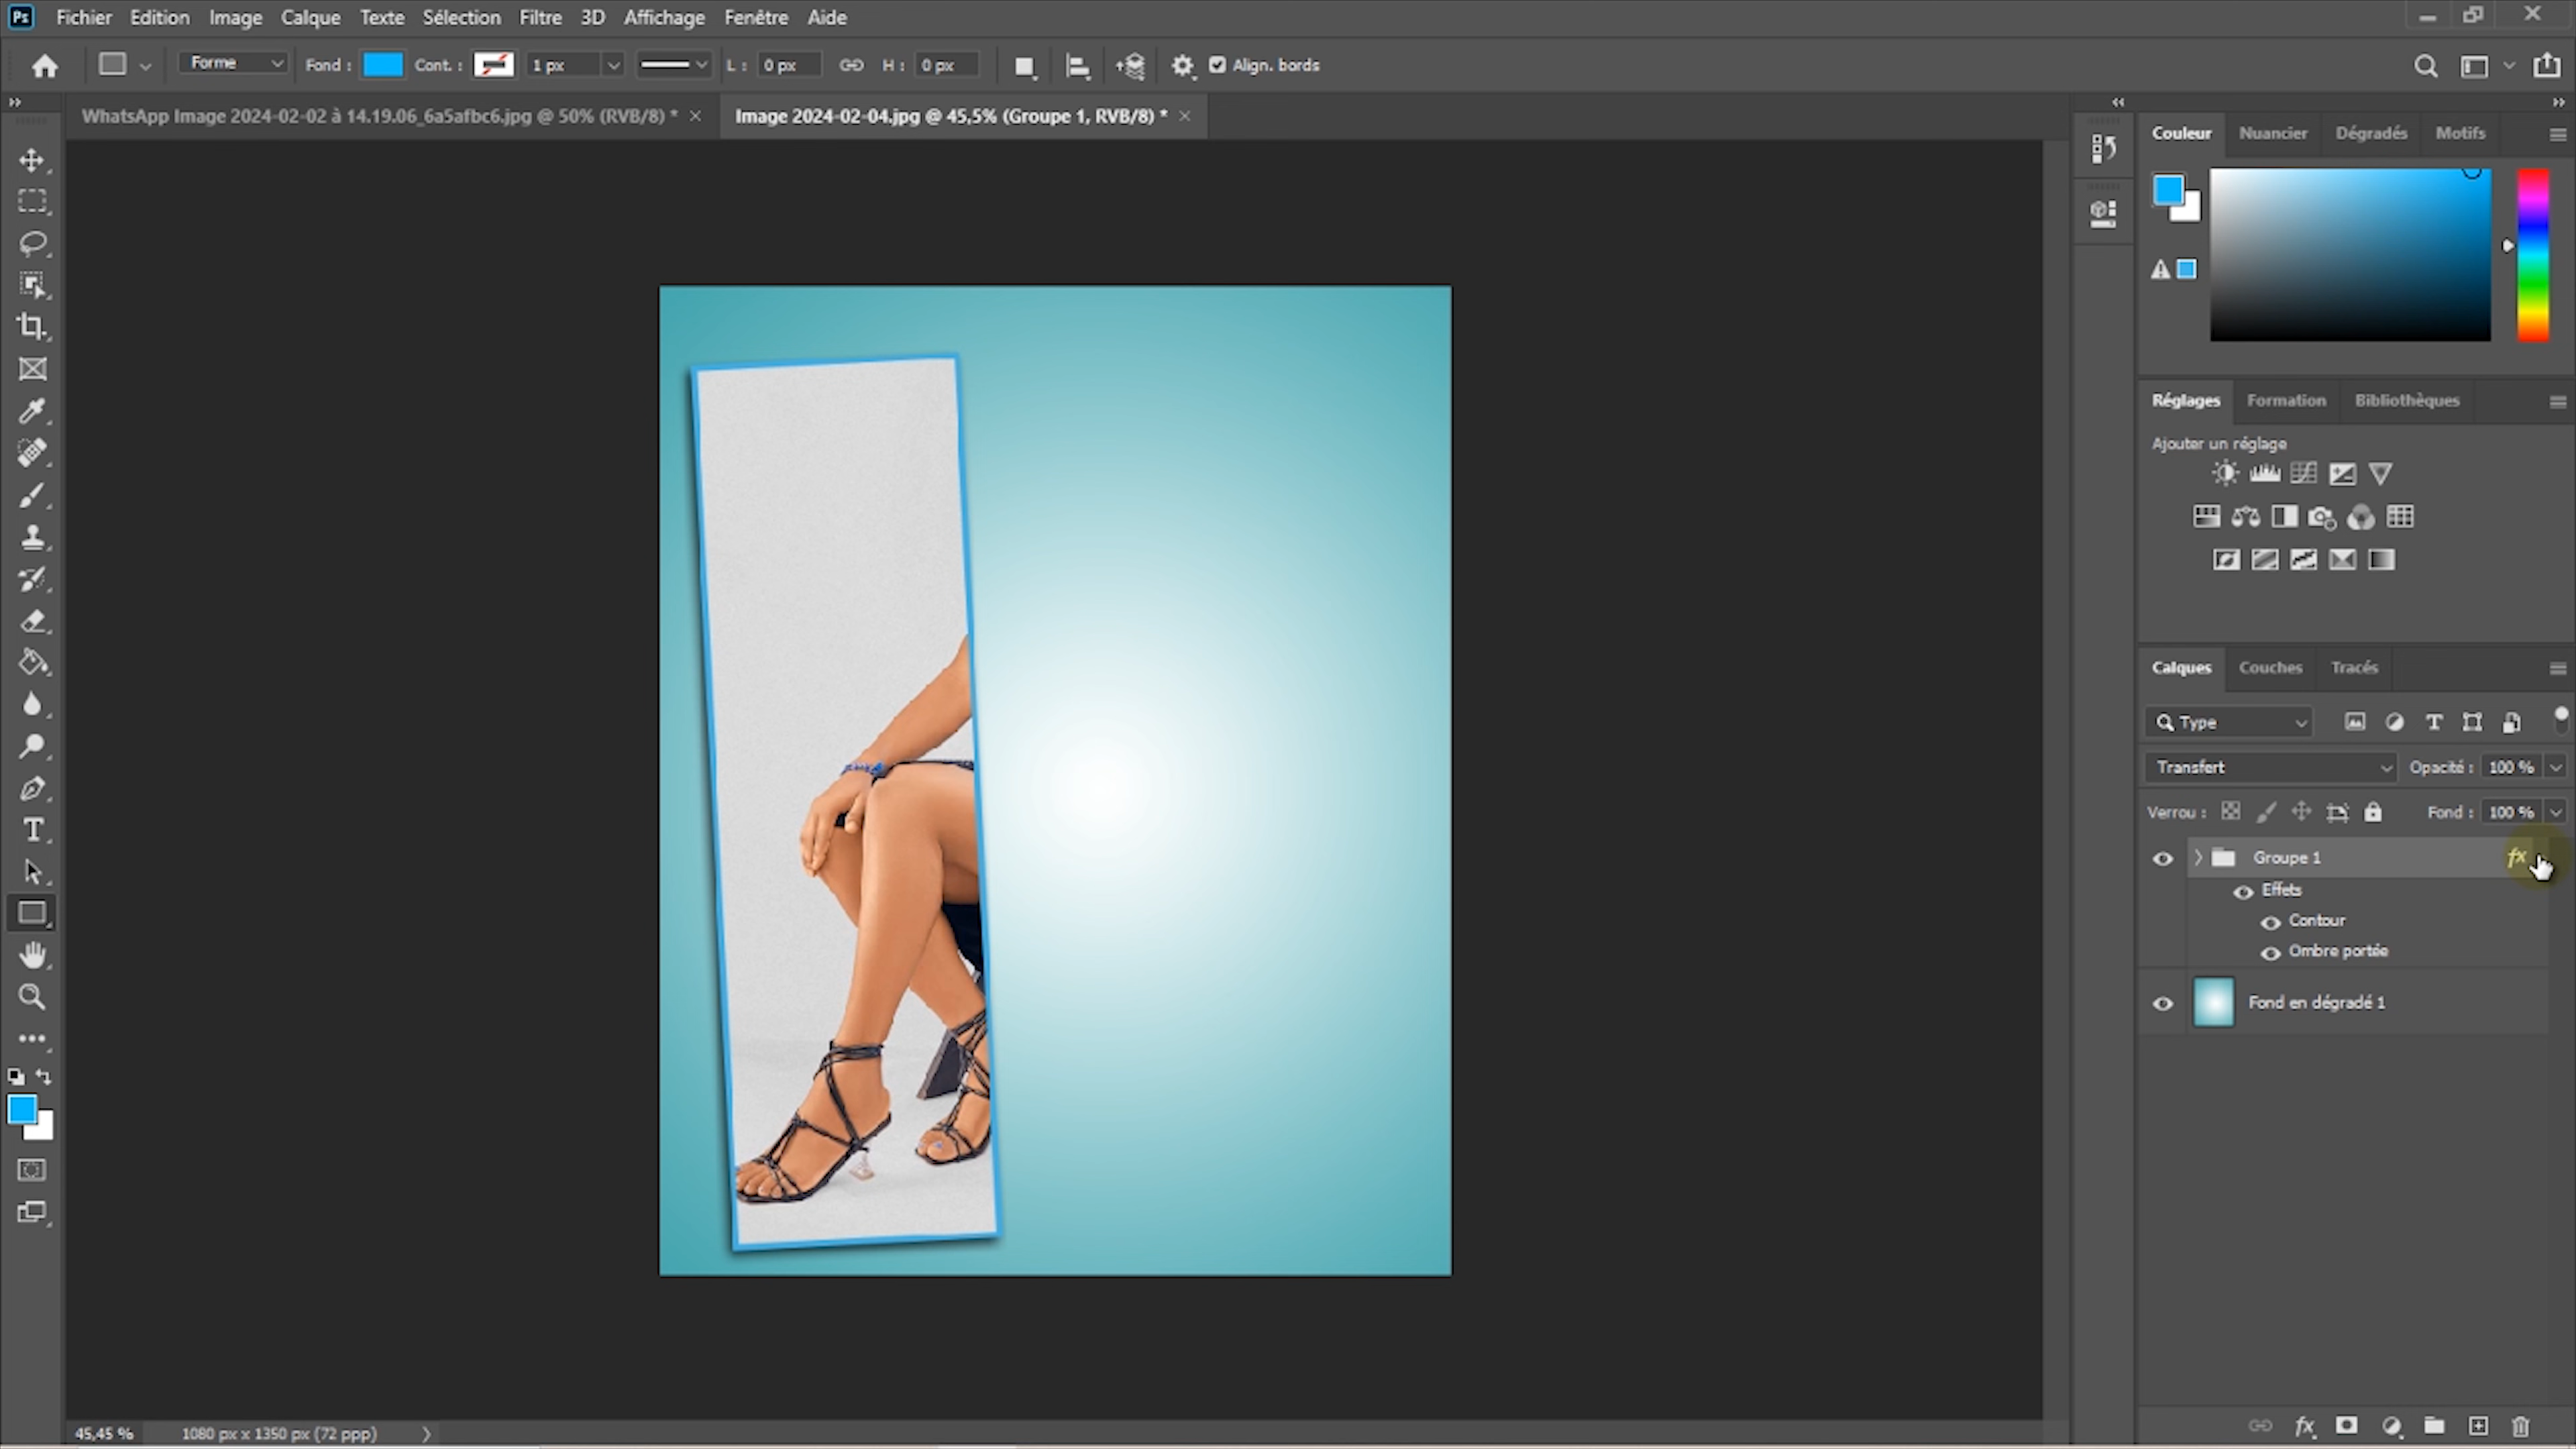 Ps Fichier Edition Image Calque Texte Sélection Filtre 3D Affichage Fenêtre Aide
Forme Fond : Cont. : 1 px L : 0 px H : 0 px Align. bords
WhatsApp Image 2024-02-02 à 14.19.06_6a5afbc6.jpg @ 50% (RVB/8) * Image 2024-02-04.jpg @ 45,5% (Groupe 1, RVB/8) *
Couleur Nuancier Dégradés Motifs
Réglages Formation Bibliothèques
Ajouter un réglage
Calques Couches Tracés
Type
Transfert Opacité : 100 %
Verrou : Fond : 100 %
Groupe 1 fx
Effets
Contour
Ombre portée
Fond en dégradé 1
45,45 % 1080 px x 1350 px (72 ppp)
fx